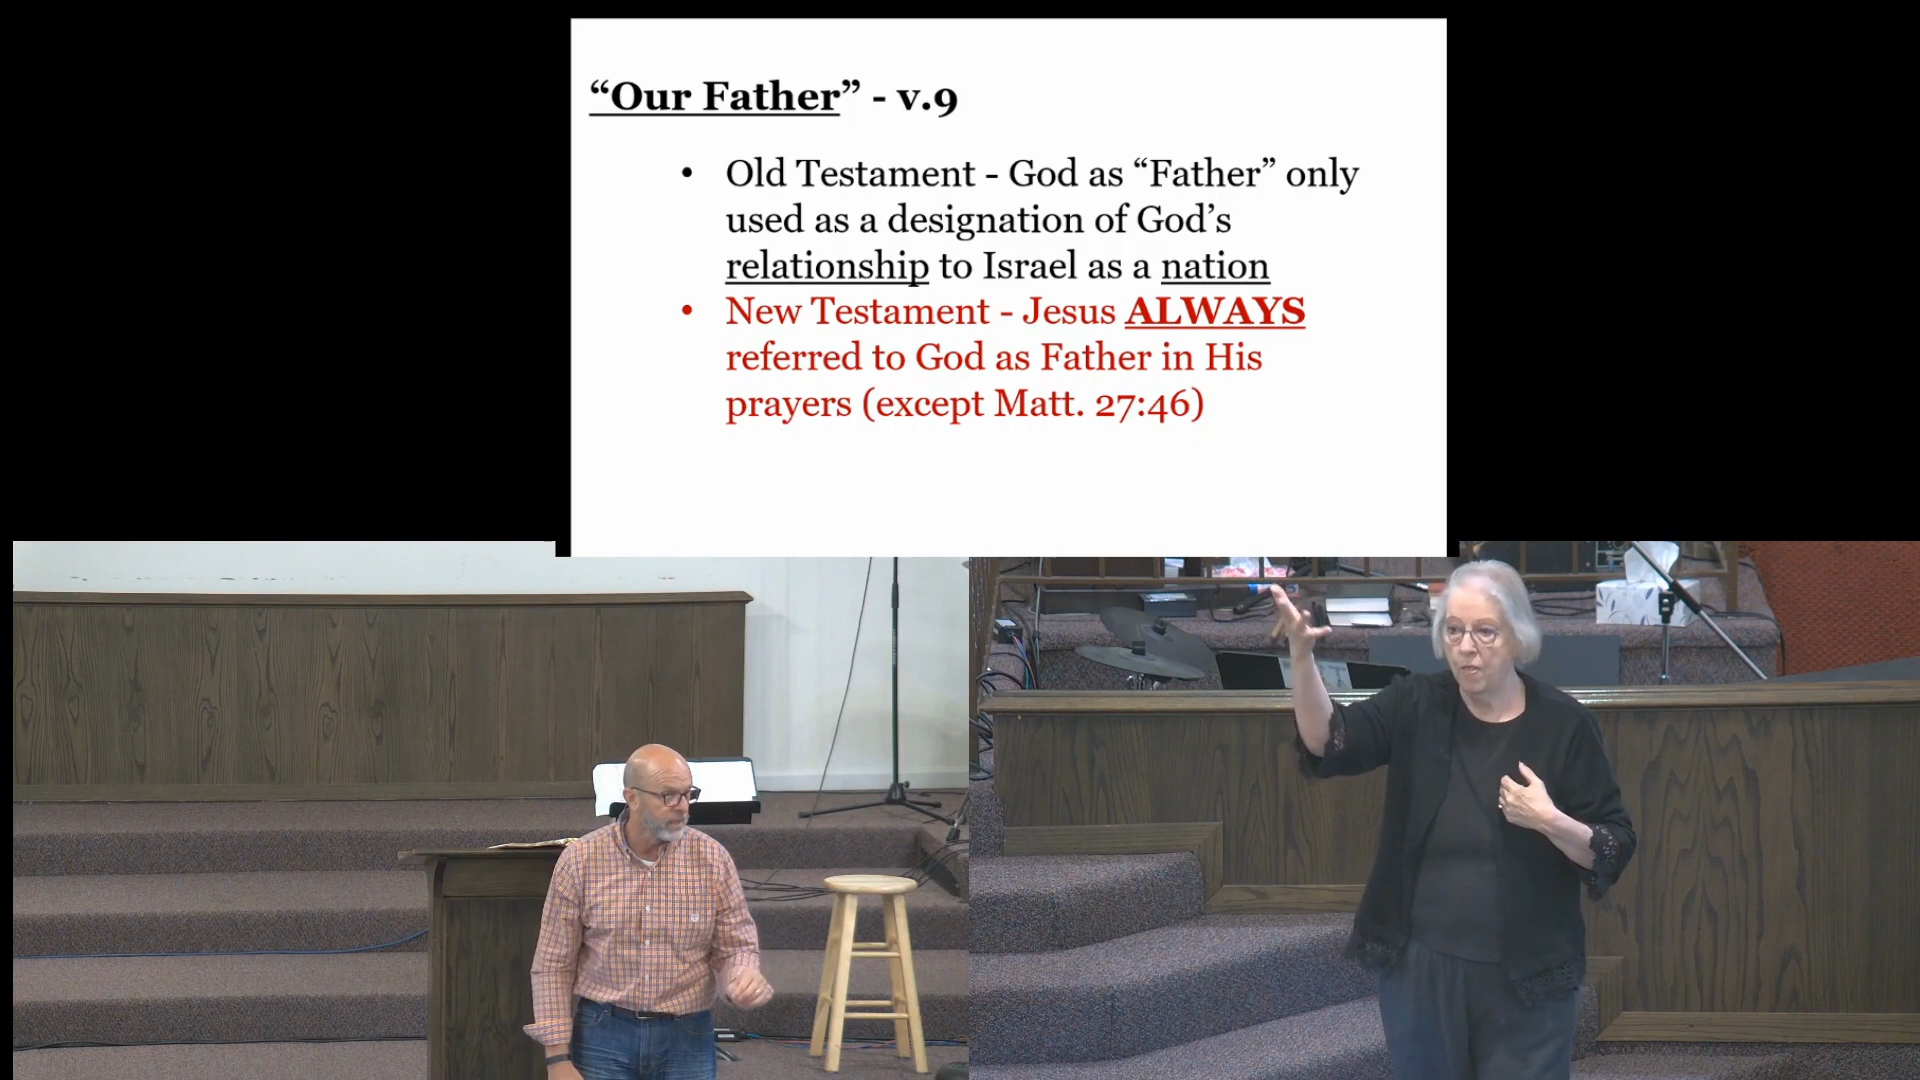 “Our Father” - v.9
• Old Testament - God as “Father” only
used as a designation of God’s
relationship to Israel as a nation
• New Testament - Jesus ALWAYS
referred to God as Father in His
prayers (except Matt. 27:46)